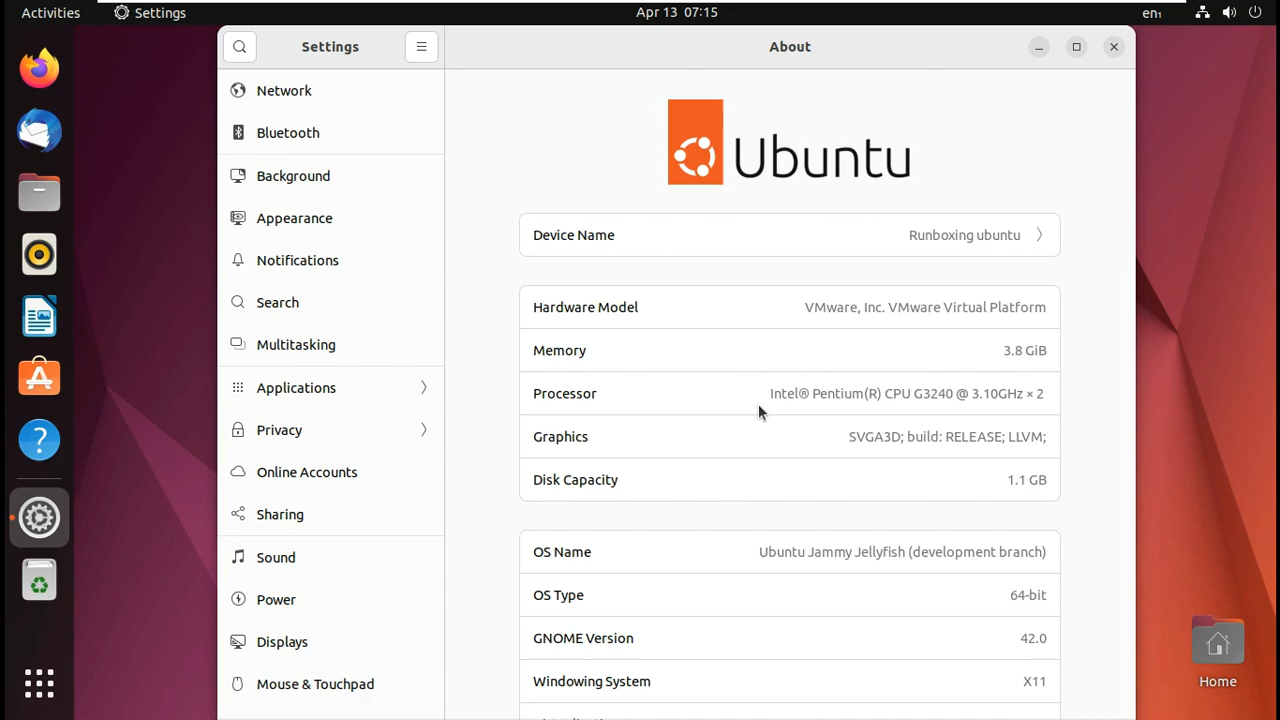 Activities Settings Apr 13 07:15 en₁
Settings About
Network
Bluetooth
Background
Appearance
Notifications
Search
Multitasking
Applications
Privacy
Online Accounts
Sharing
Sound
Power
Displays
Mouse & Touchpad
Ubuntu
Device Name Runboxing ubuntu
Hardware Model VMware, Inc. VMware Virtual Platform
Memory 3.8 GiB
Processor Intel® Pentium(R) CPU G3240 @ 3.10GHz × 2
Graphics SVGA3D; build: RELEASE; LLVM;
Disk Capacity 1.1 GB
OS Name Ubuntu Jammy Jellyfish (development branch)
OS Type 64-bit
GNOME Version 42.0
Windowing System X11
Home